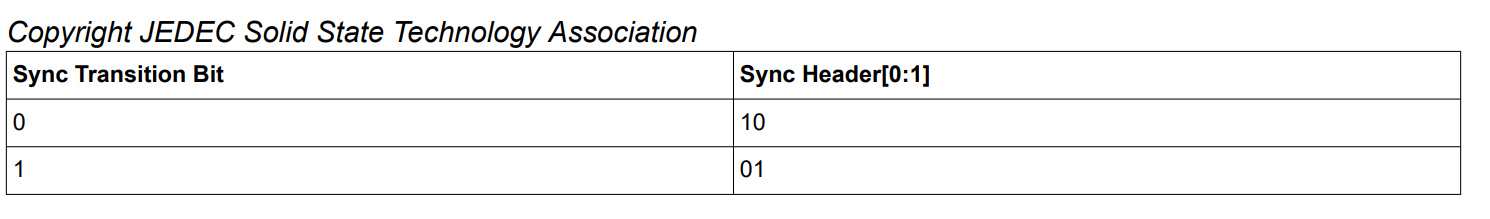 Copyright JEDEC Solid State Technology Association
Sync Transition Bit Sync Header[0:1]
0 10
1 01